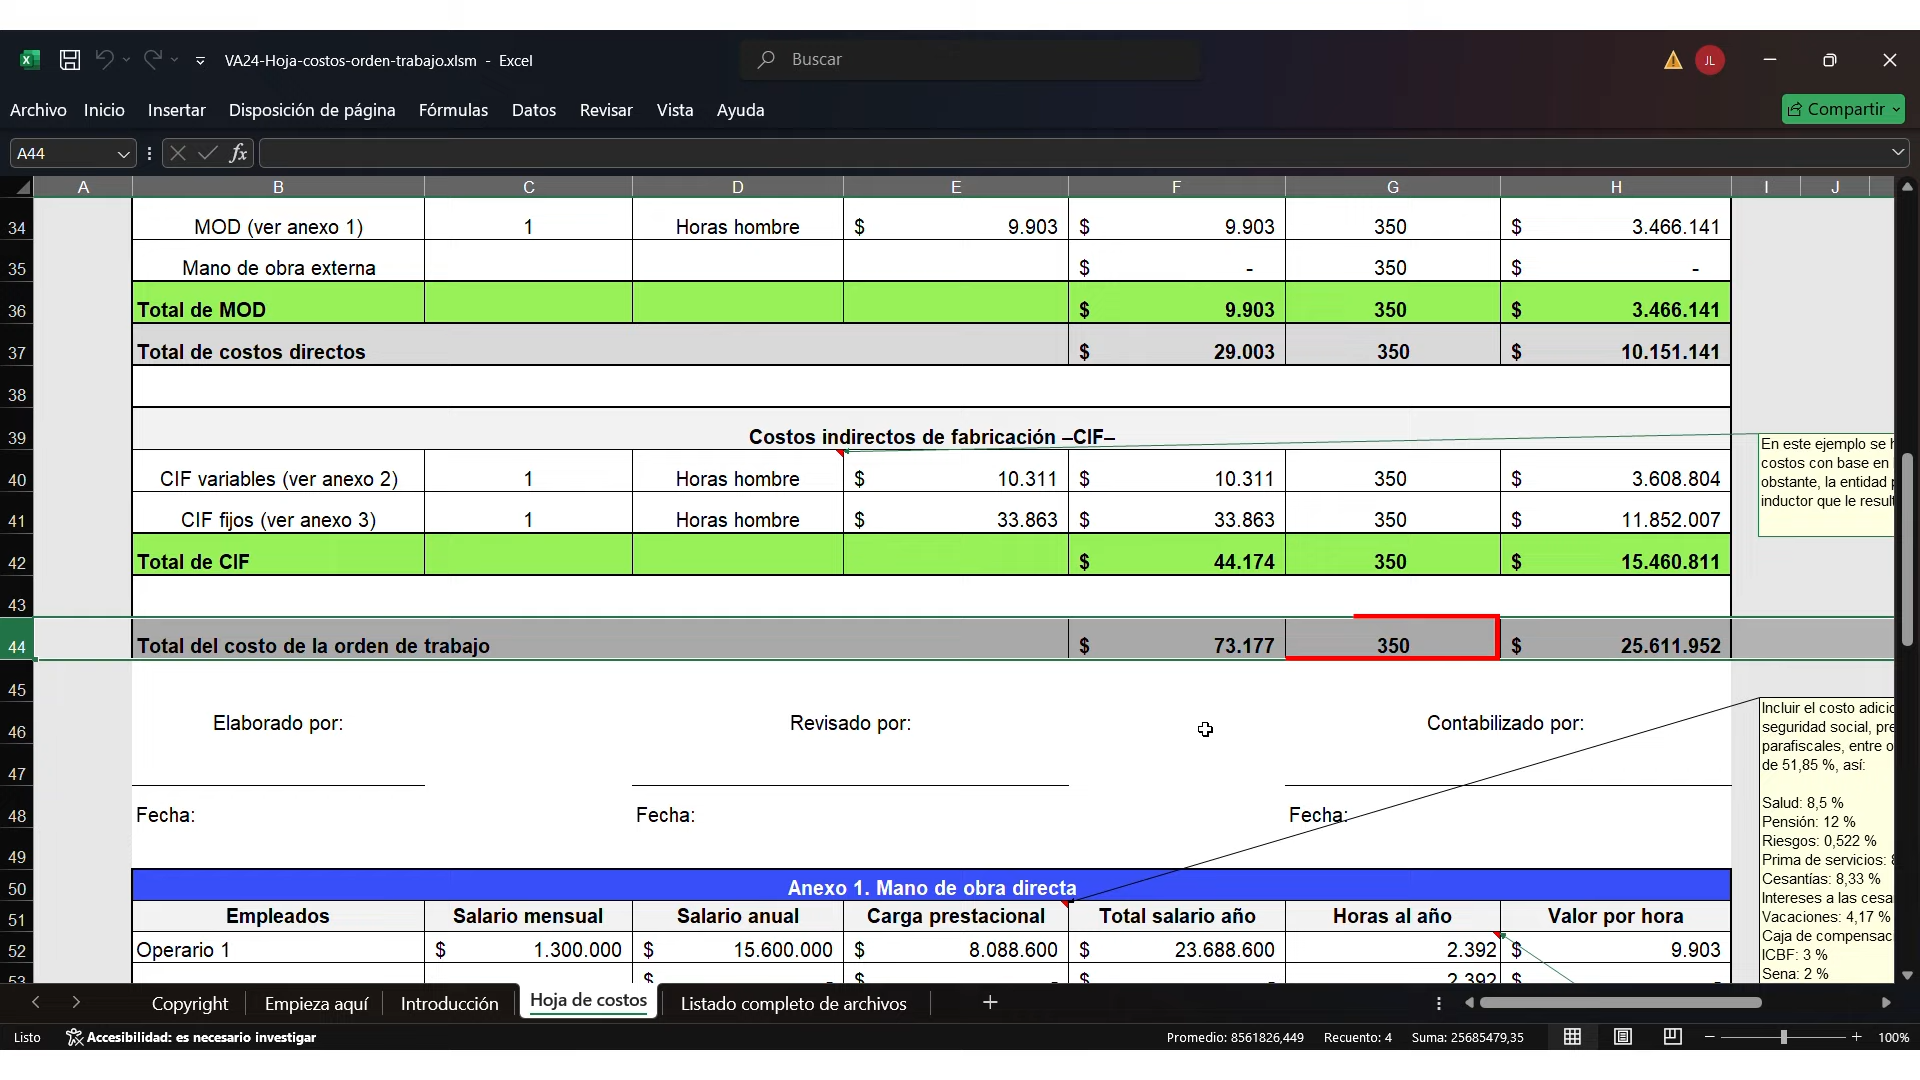 VA24-Hoja-costos-orden-trabajo.xlsm - Excel
Buscar
JL
Archivo Inicio Insertar Disposición de página Fórmulas Datos Revisar Vista Ayuda
Compartir
A44
fx
A B C D E F G H I J
34 MOD (ver anexo 1) 1 Horas hombre $ 9.903 $ 9.903 350 $ 3.466.141
35 Mano de obra externa $ - 350 $ -
36 Total de MOD $ 9.903 350 $ 3.466.141
37 Total de costos directos $ 29.003 350 $ 10.151.141
38
39 Costos indirectos de fabricación –CIF–
40 CIF variables (ver anexo 2) 1 Horas hombre $ 10.311 $ 10.311 350 $ 3.608.804
41 CIF fijos (ver anexo 3) 1 Horas hombre $ 33.863 $ 33.863 350 $ 11.852.007
42 Total de CIF $ 44.174 350 $ 15.460.811
43
44 Total del costo de la orden de trabajo $ 73.177 350 $ 25.611.952
45
46 Elaborado por: Revisado por: Contabilizado por:
47
48 Fecha: Fecha: Fecha:
49
50 Anexo 1. Mano de obra directa
51 Empleados Salario mensual Salario anual Carga prestacional Total salario año Horas al año Valor por hora
52 Operario 1 $ 1.300.000 $ 15.600.000 $ 8.088.600 $ 23.688.600 2.392 $ 9.903
53 $ - $ - $ - 2.392 $ -
En este ejemplo se
costos con base en
obstante, la entidad
inductor que le
Incluir el costo
seguridad social,
parafiscales, entre
de 51,85 %, así:
Salud: 8,5 %
Pensión: 12 %
Riesgos: 0,522 %
Prima de servicios:
Cesantías: 8,33 %
Intereses a las
Vacaciones: 4,17 %
Caja de
ICBF: 3 %
Sena: 2 %
Copyright Empieza aquí Introducción Hoja de costos Listado completo de archivos
Listo Accesibilidad: es necesario investigar Promedio: 8561826,449 Recuento: 4 Suma: 25685479,35 100%